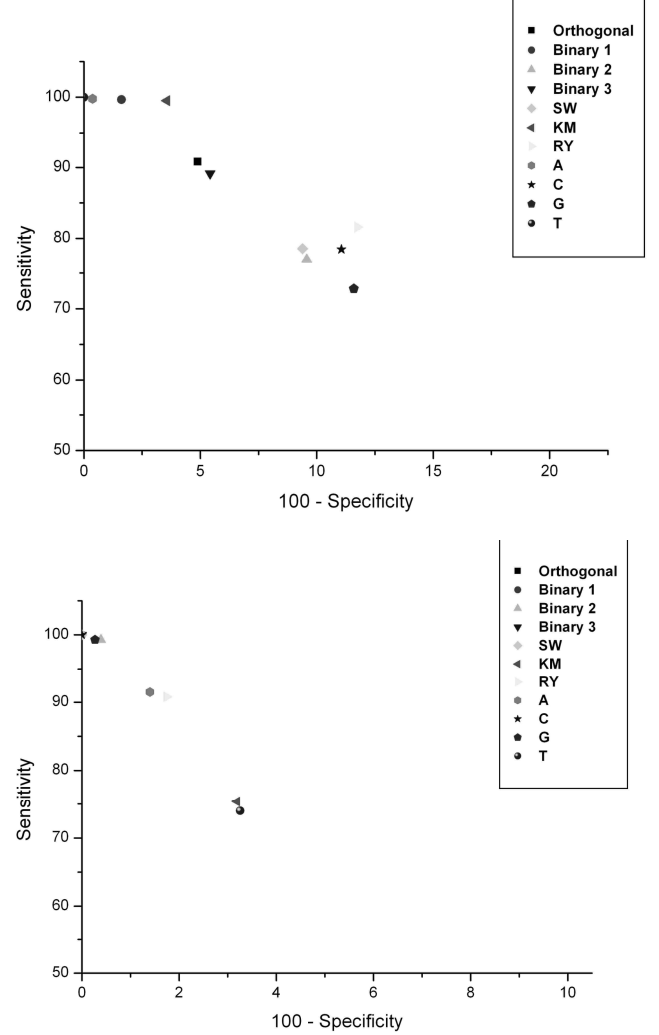 Orthogonal
Binary 1
Binary 2
Binary 3
SW
KM
RY
A
C
G
T
100
90
80
70
60
50
Sensitivity
0 5 10 15 20
100 - Specificity
Orthogonal
Binary 1
Binary 2
Binary 3
SW
KM
RY
A
C
G
T
100
90
80
70
60
50
Sensitivity
0 2 4 6 8 10
100 - Specificity